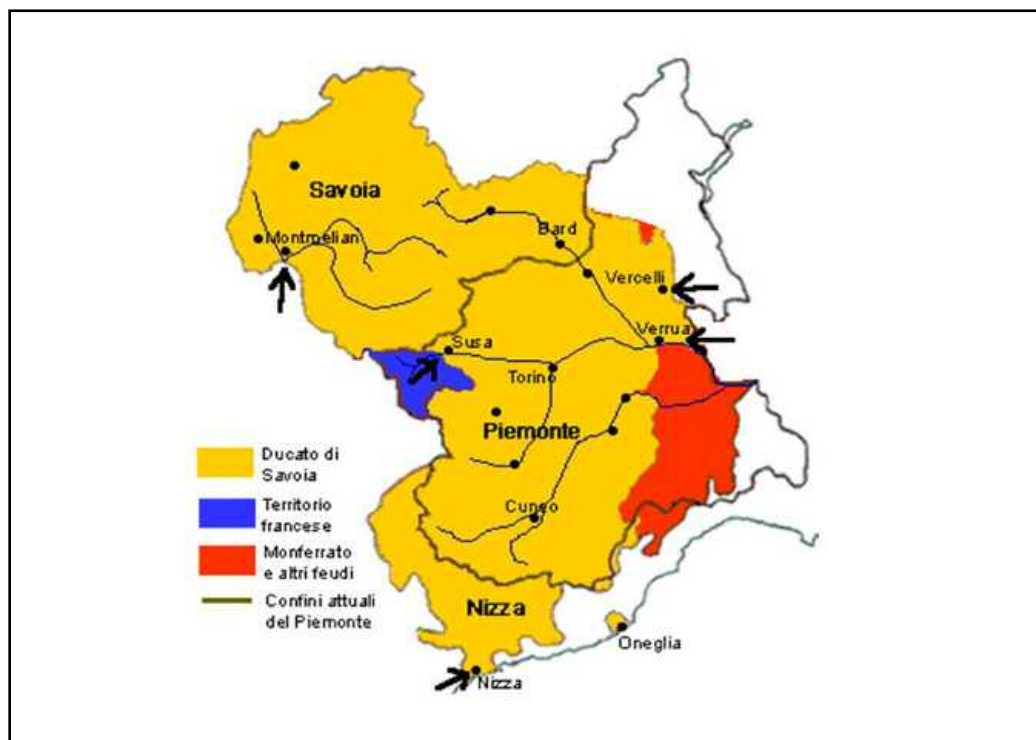 Savoia
Montmelian
Bard
Vercelli
Verrua
Susa
Torino
Piemonte
Cuneo
Nizza
Oneglia
Nizza
Ducato di
Savoia
Territorio
francese
Monferrato
e altri feudi
Confini attuali
del Piemonte